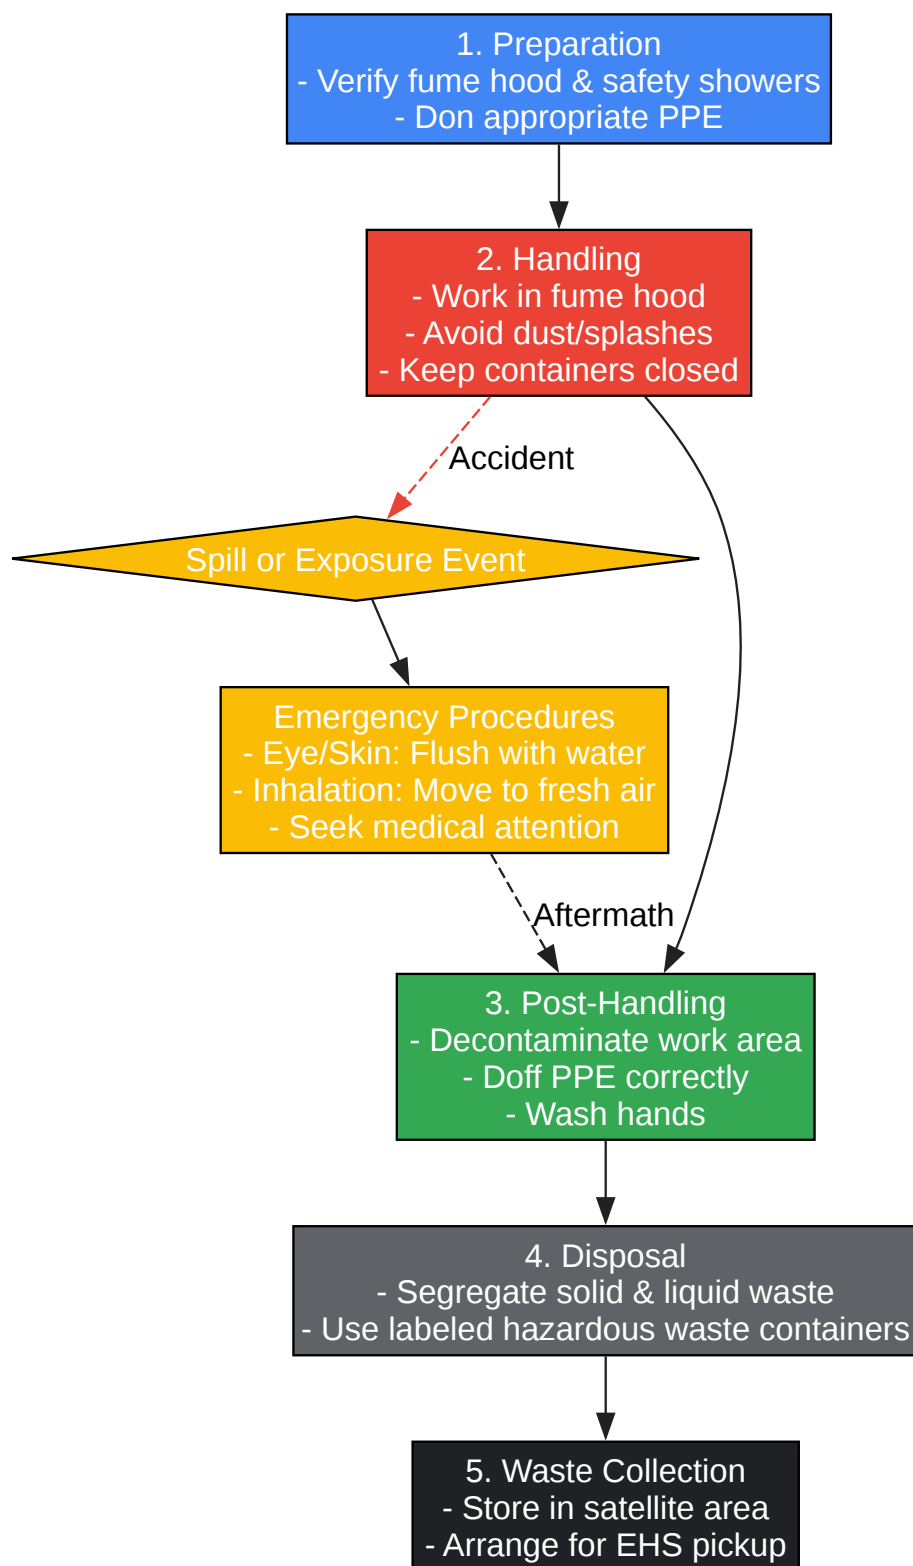 1. Preparation
- Verify fume hood & safety showers
- Don appropriate PPE
2. Handling
- Work in fume hood
- Avoid dust/splashes
- Keep containers closed
Accident
Spill or Exposure Event
Emergency Procedures
- Eye/Skin: Flush with water
- Inhalation: Move to fresh air
- Seek medical attention
Aftermath
3. Post-Handling
- Decontaminate work area
- Doff PPE correctly
- Wash hands
4. Disposal
- Segregate solid & liquid waste
- Use labeled hazardous waste containers
5. Waste Collection
- Store in satellite area
- Arrange for EHS pickup